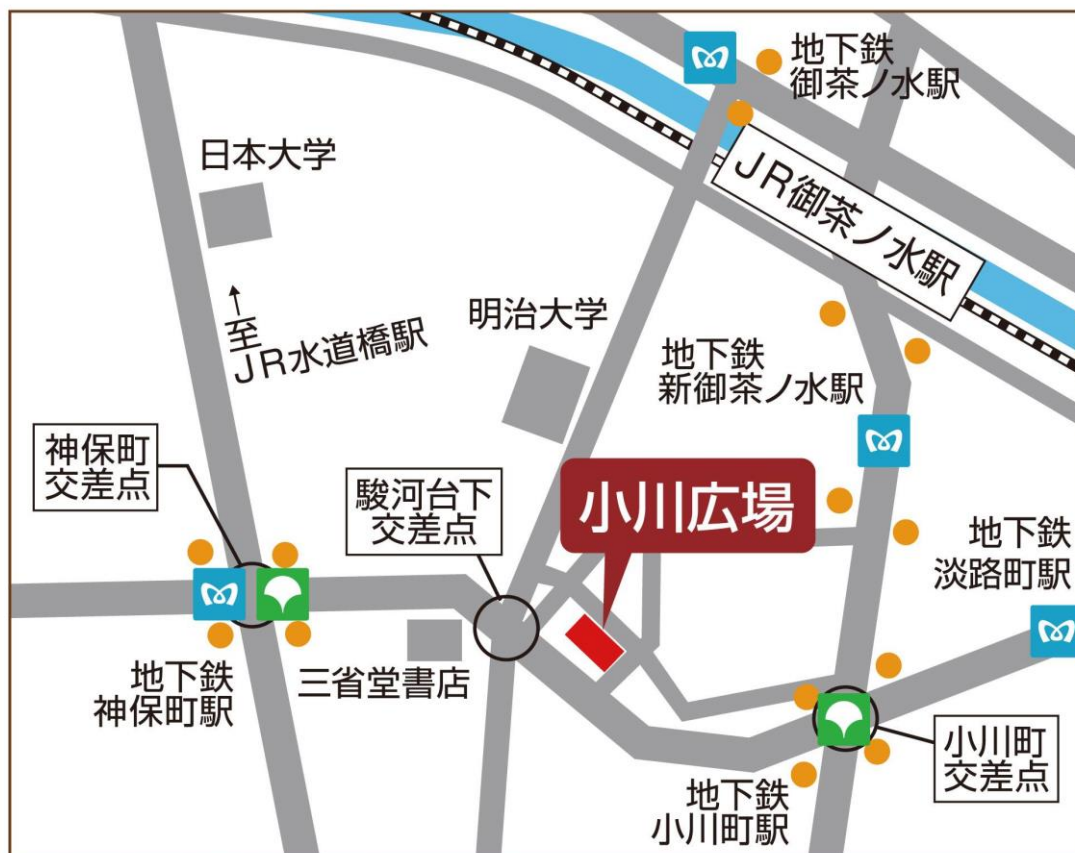 地下鉄
御茶ノ水駅
日本大学
JR御茶ノ水駅
←至
JR水道橋駅
明治大学
地下鉄
新御茶ノ水駅
神保町
交差点
駿河台下
交差点
小川広場
地下鉄
淡路町駅
地下鉄
神保町駅
三省堂書店
小川町
交差点
地下鉄
小川町駅